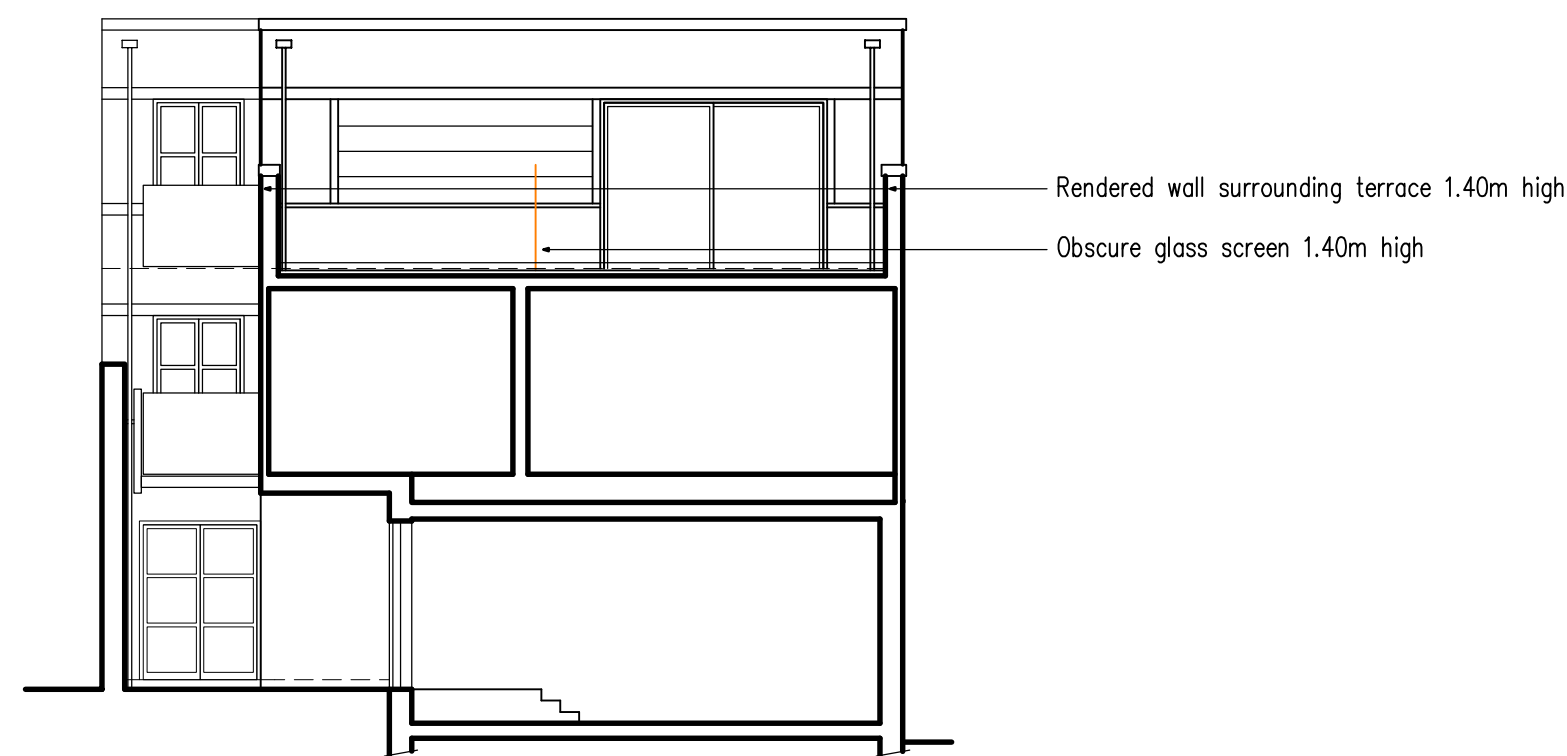 Rendered wall surrounding terrace 1.40m high
Obscure glass screen 1.40m high